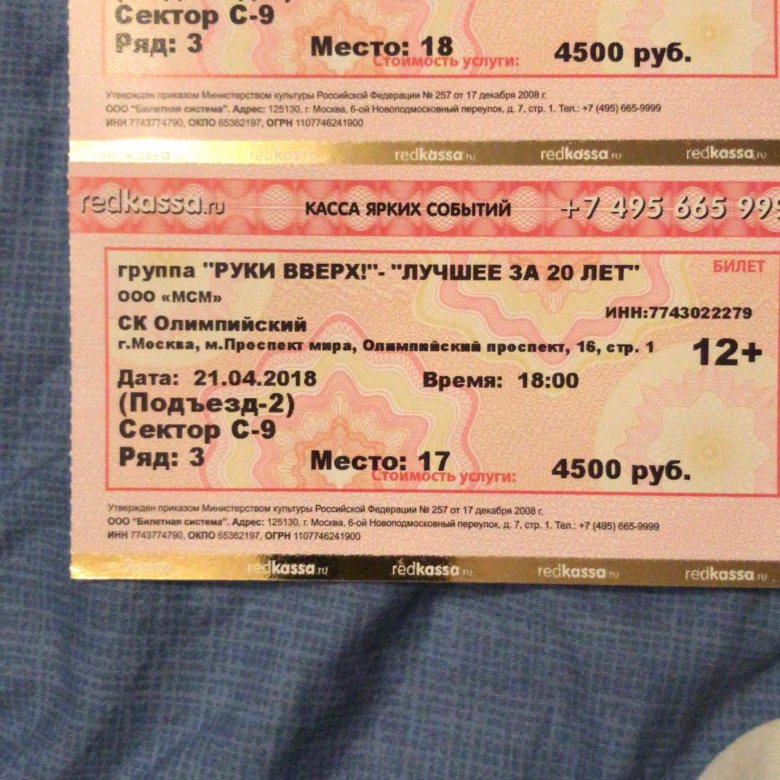 Сектор С-9
Ряд: 3 Место: 18 Стоимость услуги: 4500 руб.
Утвержден приказом Министерством культуры Российской Федерации № 257 от 17 декабря 2008 г.
ООО "Билетная система". Адрес: 125130, г. Москва, 6-ой Новоподмосковный переулок, д. 7, стр. 1. Тел.: +7 (495) 665-9999
ИНН 7743774790, ОКПО 65362197, ОГРН 1107746241900
redkassa.ru redkassa.ru redkassa.ru redkassa.ru redkassa.ru
redkassa.ru КАССА ЯРКИХ СОБЫТИЙ +7 495 665 999
группа "РУКИ ВВЕРХ!"- "ЛУЧШЕЕ ЗА 20 ЛЕТ" БИЛЕТ
ООО «МСМ» ИНН:7743022279
СК Олимпийский
г.Москва, м.Проспект мира, Олимпийский проспект, 16, стр. 1 12+
Дата: 21.04.2018 Время: 18:00
(Подъезд-2)
Сектор С-9
Ряд: 3 Место: 17 Стоимость услуги: 4500 руб.
Утвержден приказом Министерством культуры Российской Федерации № 257 от 17 декабря 2008 г.
ООО "Билетная система". Адрес: 125130, г. Москва, 6-ой Новоподмосковный переулок, д. 7, стр. 1. Тел.: +7 (495) 665-9999
ИНН 7743774790, ОКПО 65362197, ОГРН 1107746241900
redkassa.ru redkassa.ru redkassa.ru redkassa.ru